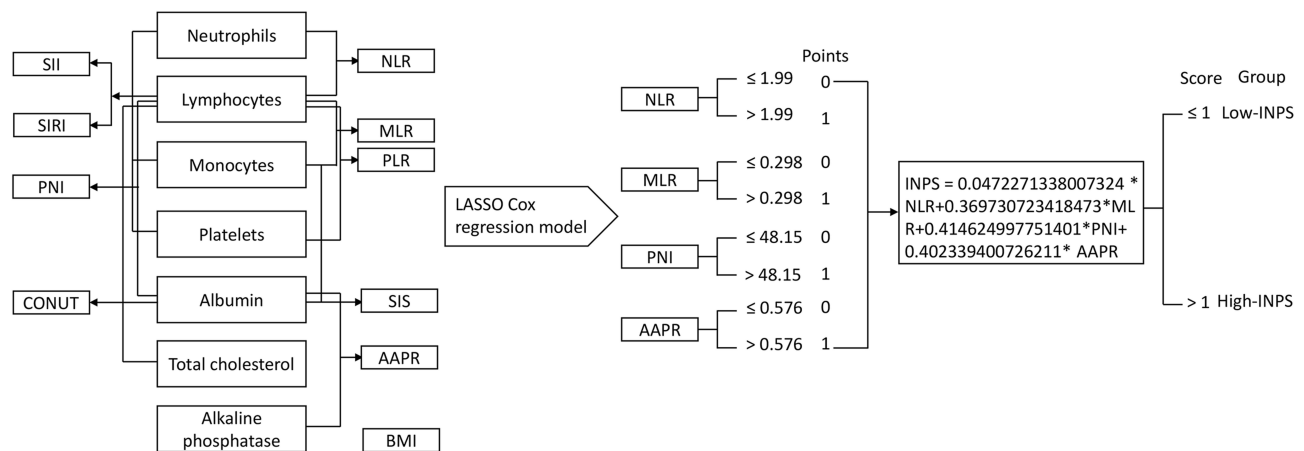 Neutrophils
Lymphocytes
Monocytes
Platelets
Albumin
Total cholesterol
Alkaline
phosphatase
SII
SIRI
PNI
CONUT
NLR
MLR
PLR
SIS
AAPR
BMI
LASSO Cox
regression model
Points
NLR
≤ 1.99 0
> 1.99 1
MLR
≤ 0.298 0
> 0.298 1
PNI
≤ 48.15 0
> 48.15 1
AAPR
≤ 0.576 0
> 0.576 1
INPS = 0.0472271338007324 *
NLR+0.369730723418473*ML
R+0.414624997751401*PNI+
0.402339400726211* AAPR
Score Group
≤ 1 Low-INPS
> 1 High-INPS